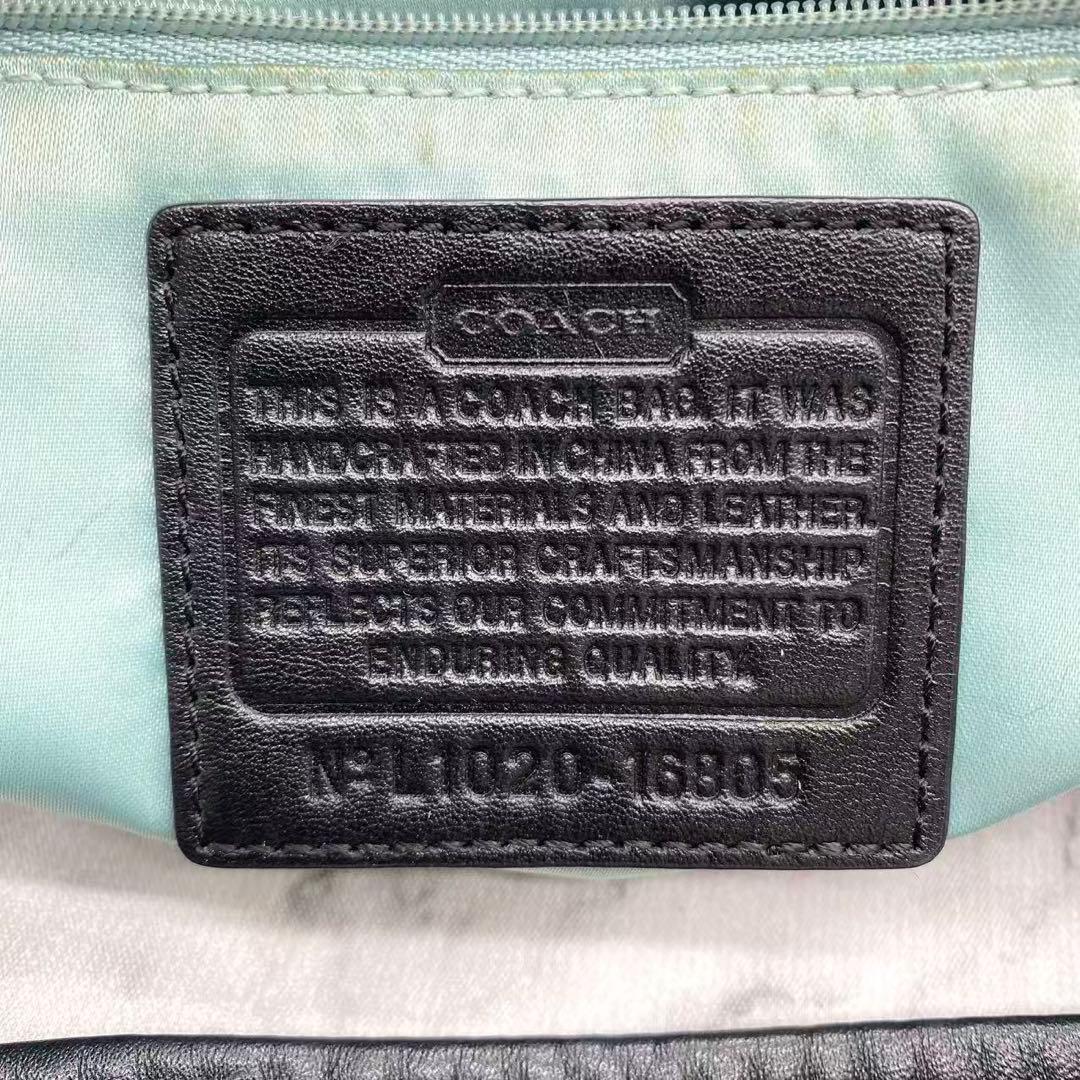 COACH
THIS IS A COACH BAG. IT WAS
HANDCRAFTED IN CHINA FROM THE
FINEST MATERIALS AND LEATHER.
ITS SUPERIOR CRAFTSMANSHIP
REFLECTS OUR COMMITMENT TO
ENDURING QUALITY.
Nº L1020-16805